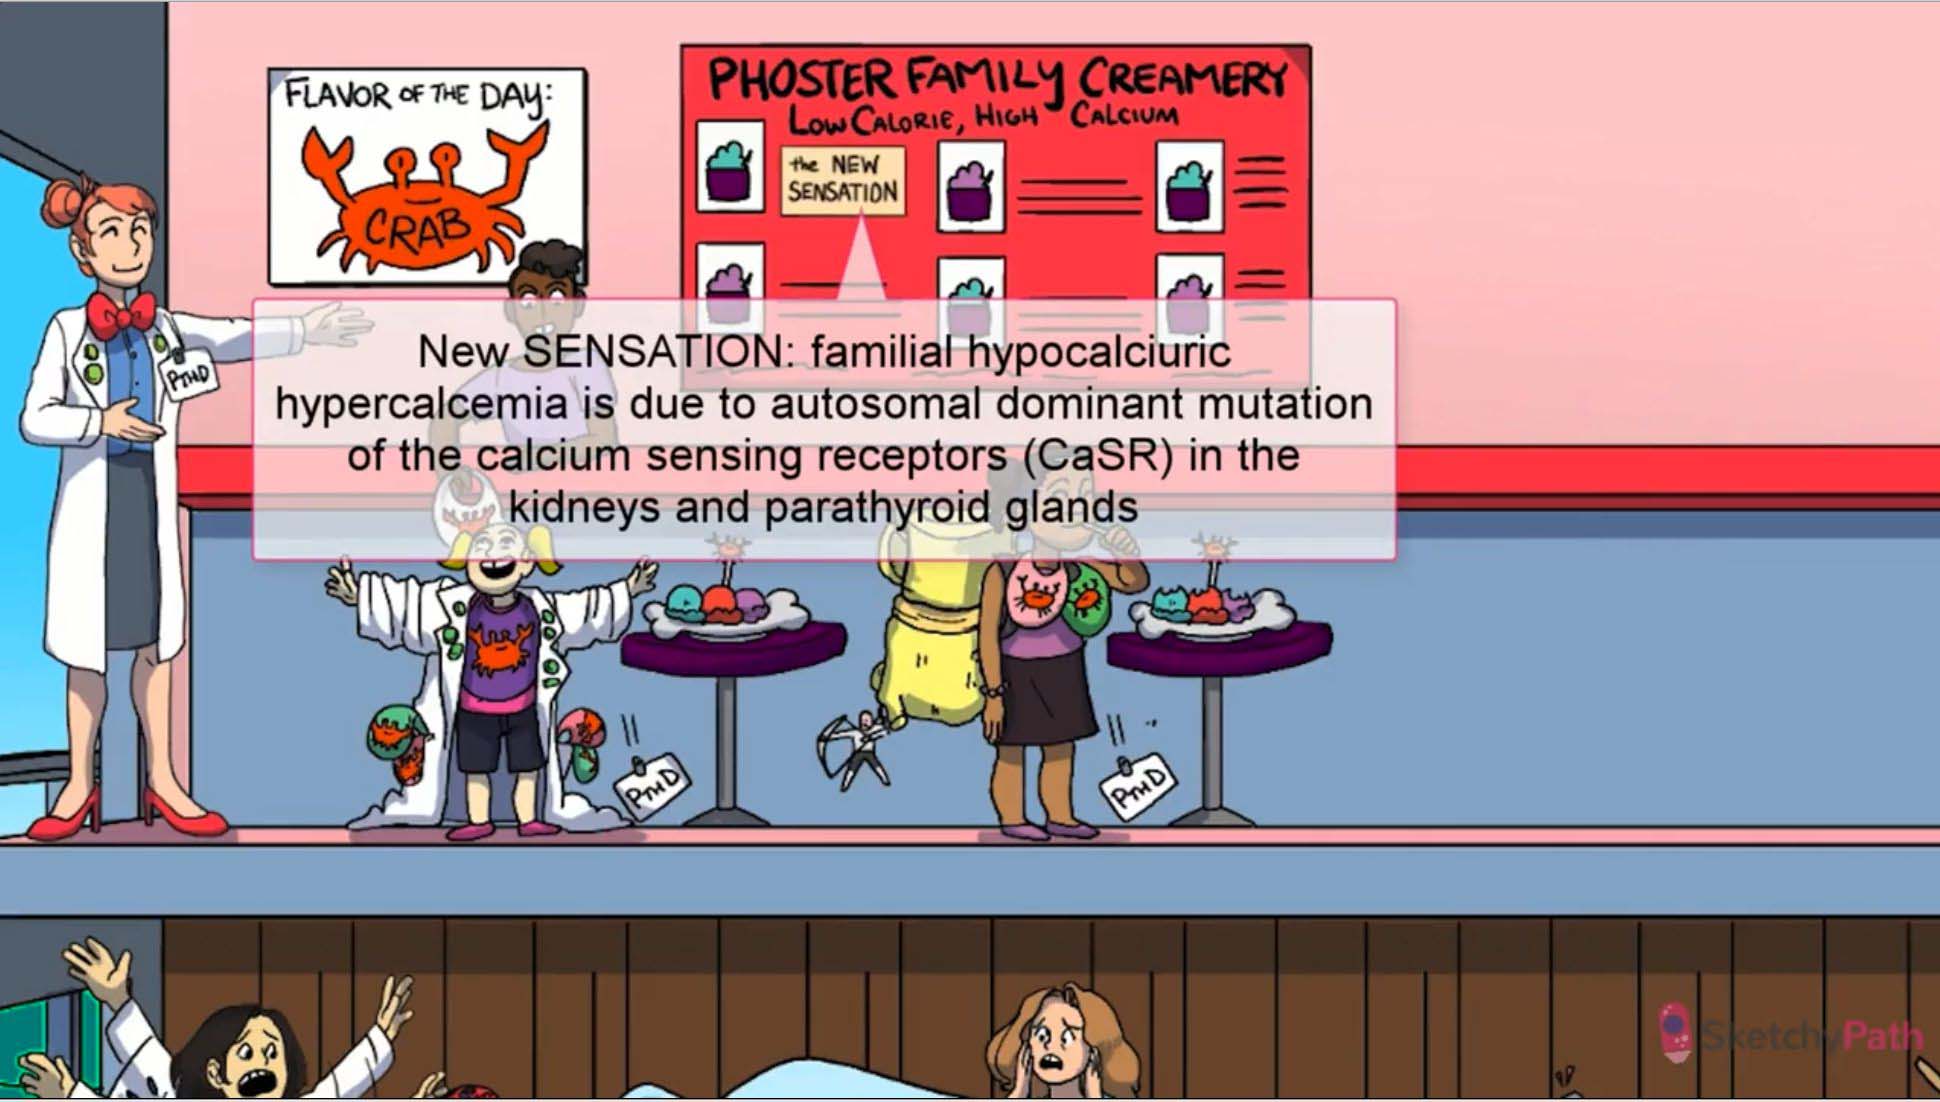 FLAVOR OF THE DAY:
CRAB
PHOSTER FAMILY CREAMERY
LOW CALORIE, HIGH CALCIUM
the NEW
SENSATION
PTHD
New SENSATION: familial hypocalciuric
hypercalcemia is due to autosomal dominant mutation
of the calcium sensing receptors (CaSR) in the
kidneys and parathyroid glands
PTHD
PTHD
SketchyPath